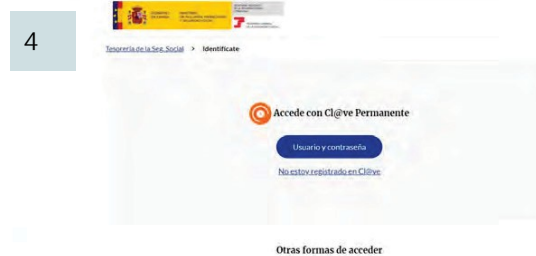 4
Tesorería de la Seg. Social > Identifícate
Accede con Cl@ve Permanente
Usuario y contraseña
No estoy registrado en Cl@ve
Otras formas de acceder